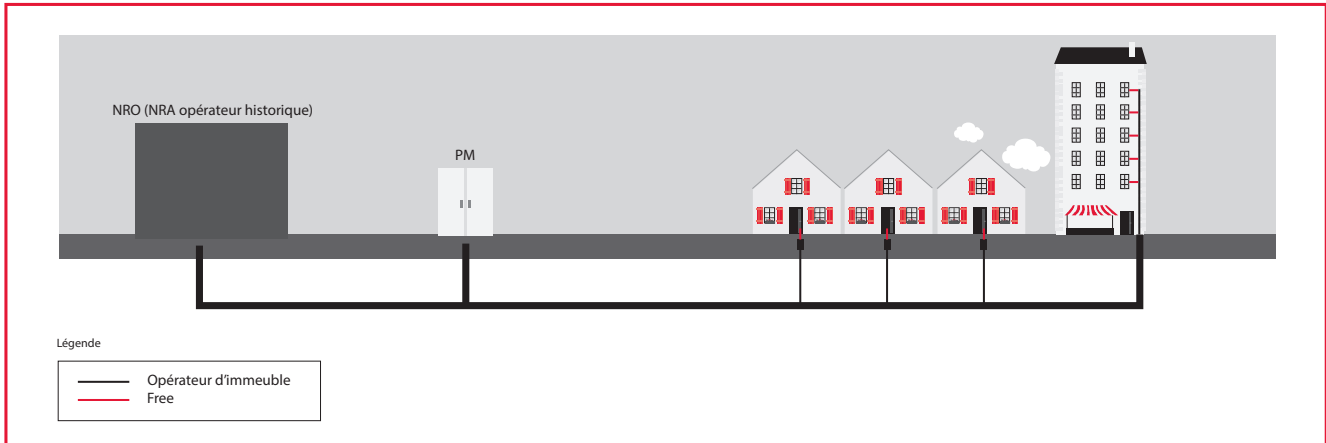 NRO (NRA opérateur historique)
PM
Légende
Opérateur d'immeuble
Free